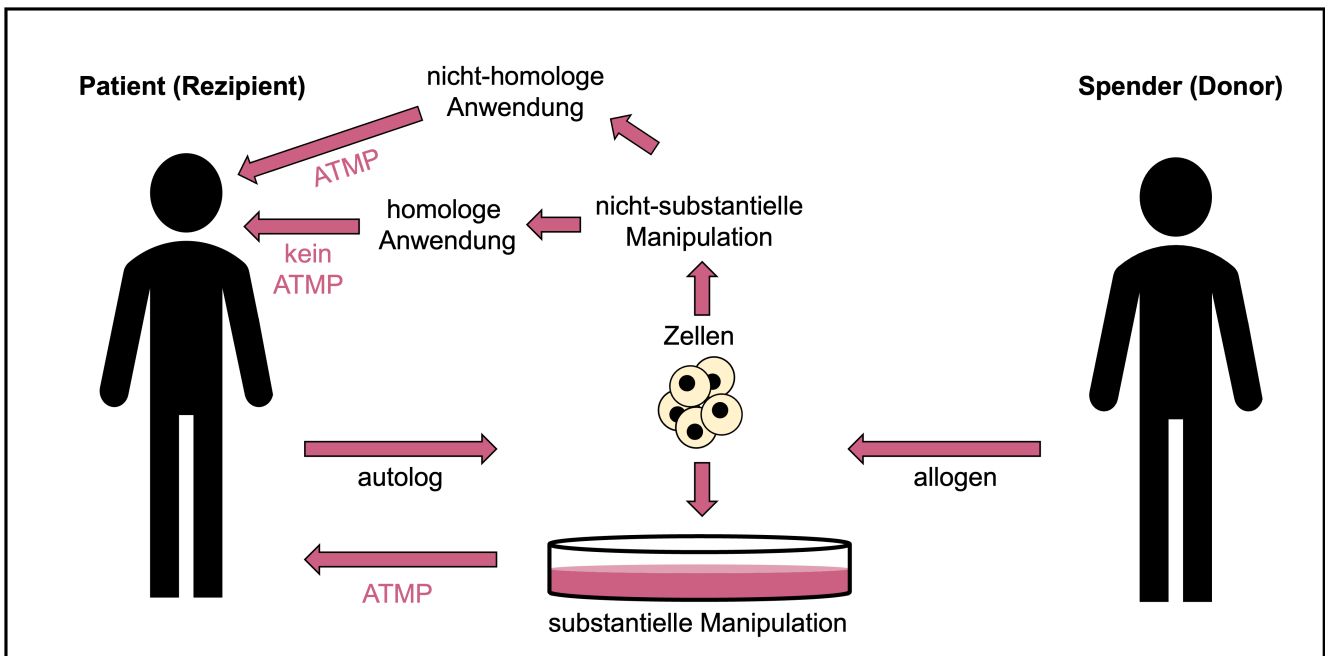 Patient (Rezipient)
nicht-homologe
Anwendung
Spender (Donor)
ATMP
homologe
Anwendung
nicht-substantielle
Manipulation
kein
ATMP
Zellen
autolog
allogen
ATMP
substantielle Manipulation